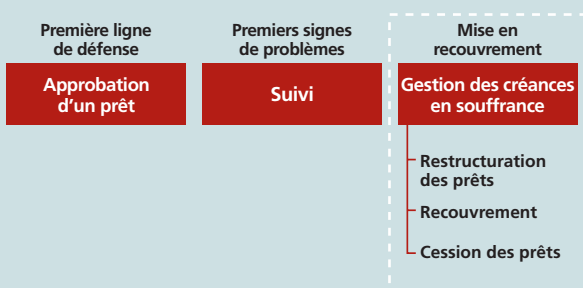 Première ligne
de défense
Approbation
d’un prêt
Premiers signes
de problèmes
Suivi
Mise en
recouvrement
Gestion des créances
en souffrance
Restructuration
des prêts
Recouvrement
Cession des prêts